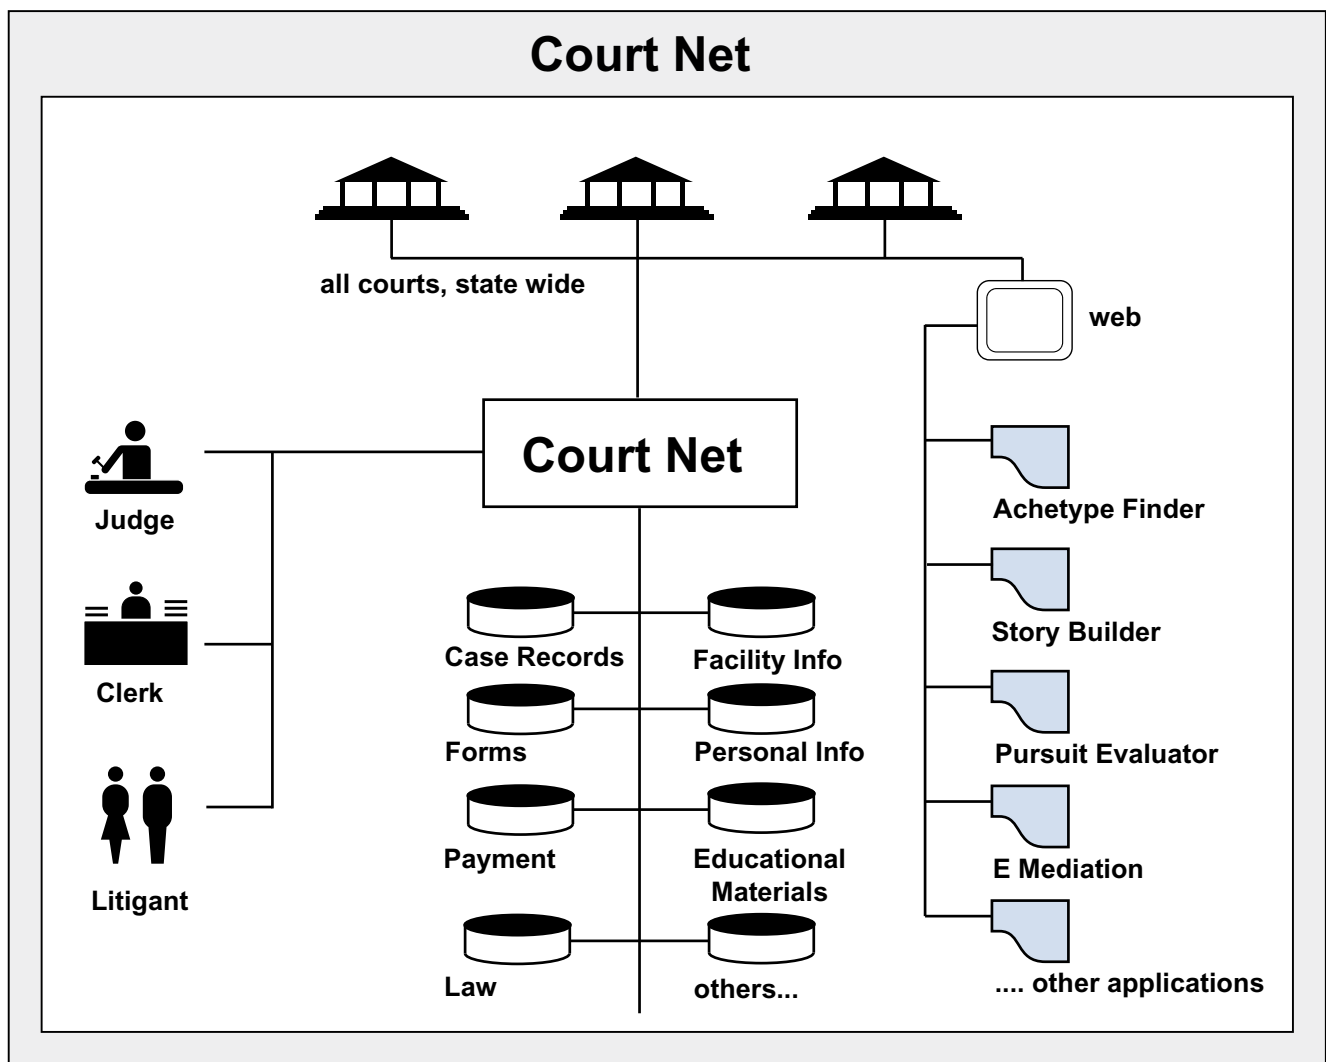 Court Net
all courts, state wide
web
Court Net
Judge
Clerk
Litigant
Case Records
Facility Info
Forms
Personal Info
Payment
Educational
Materials
Law
others...
Achetype Finder
Story Builder
Pursuit Evaluator
E Mediation
.... other applications